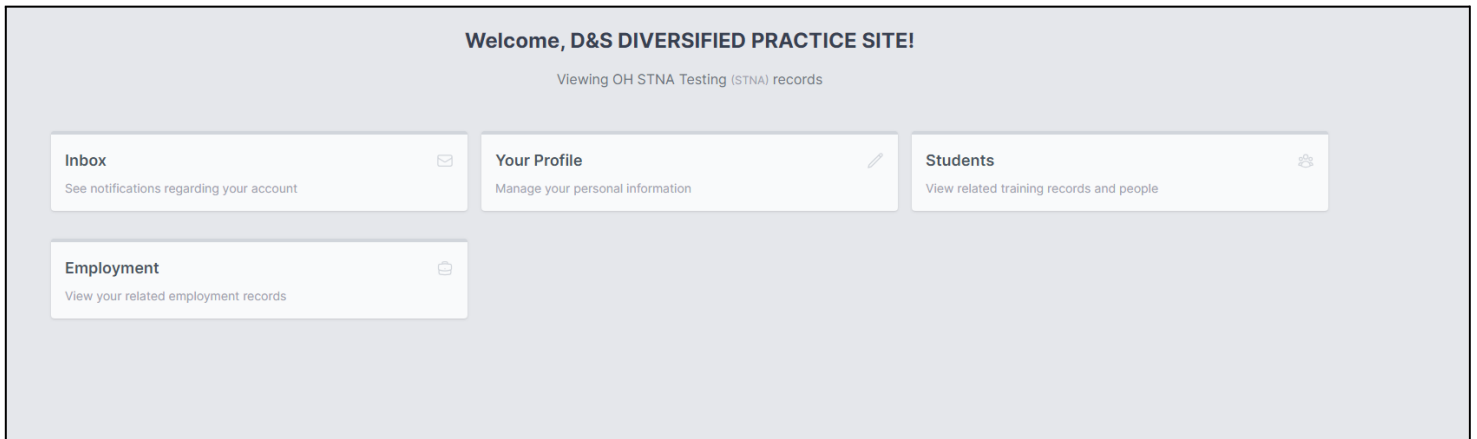 Welcome, D&S DIVERSIFIED PRACTICE SITE!
Viewing OH STNA Testing (STNA) records
Inbox
See notifications regarding your account
Your Profile
Manage your personal information
Students
View related training records and people
Employment
View your related employment records